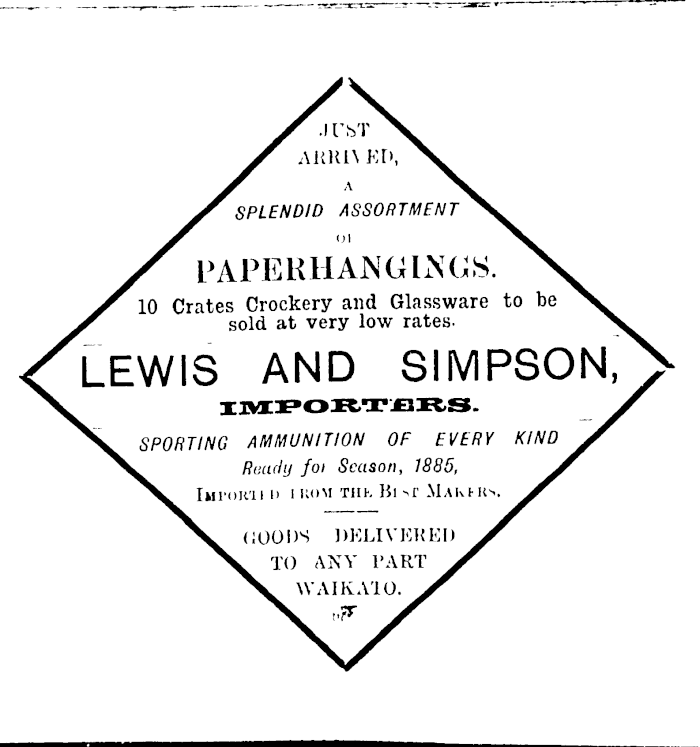 JUST
ARRIVED,
A
SPLENDID ASSORTMENT
OF
PAPERHANGINGS.
10 Crates Crockery and Glassware to be
sold at very low rates.
LEWIS AND SIMPSON,
IMPORTERS.
SPORTING AMMUNITION OF EVERY KIND
Ready for Season, 1885,
IMPORTED FROM THE BEST MAKERS.
GOODS DELIVERED
TO ANY PART
WAIKATO.